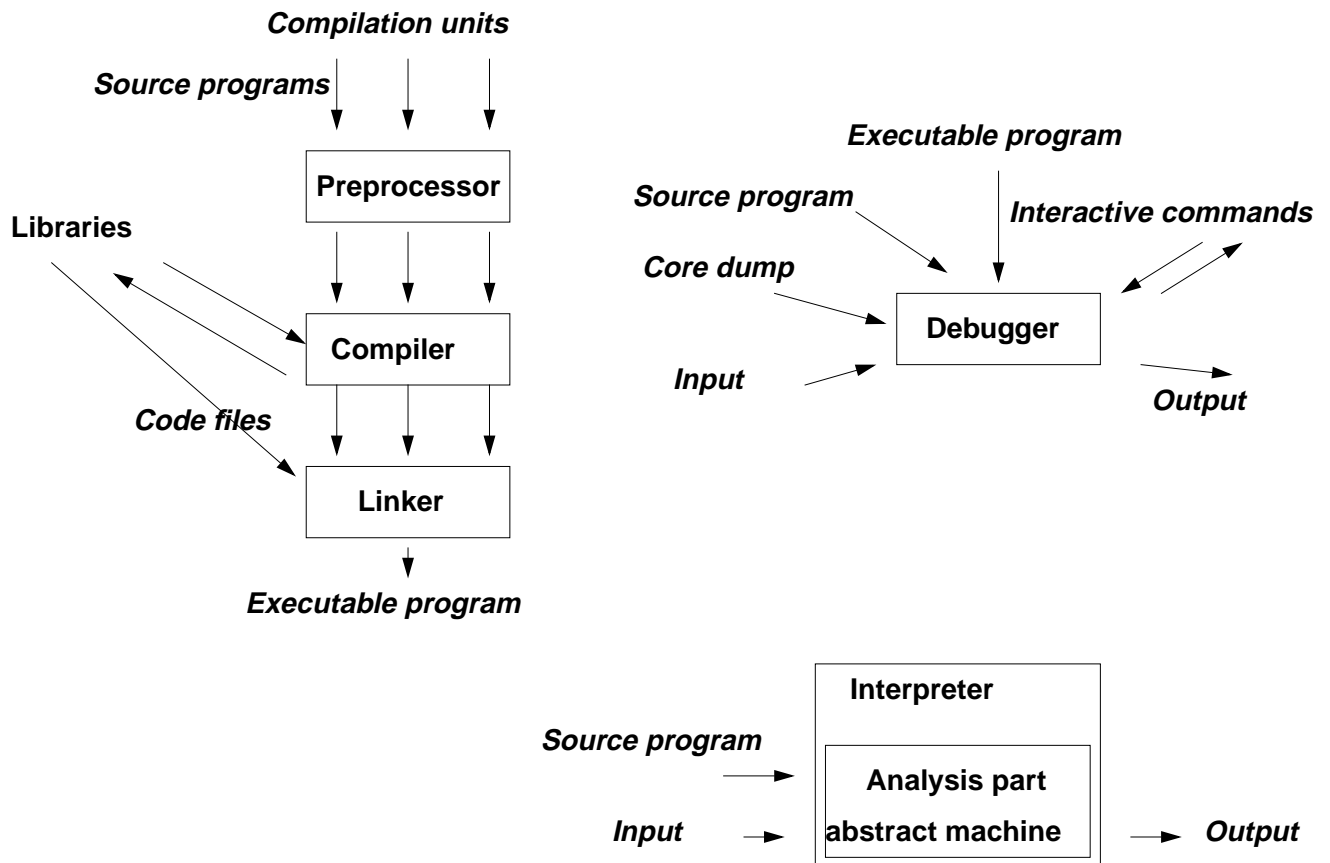 Compilation units
Source programs
Preprocessor
Libraries
Compiler
Code files
Linker
Executable program
Executable program
Source program
Interactive commands
Core dump
Debugger
Input
Output
Interpreter
Source program
Analysis part
Input
abstract machine
Output